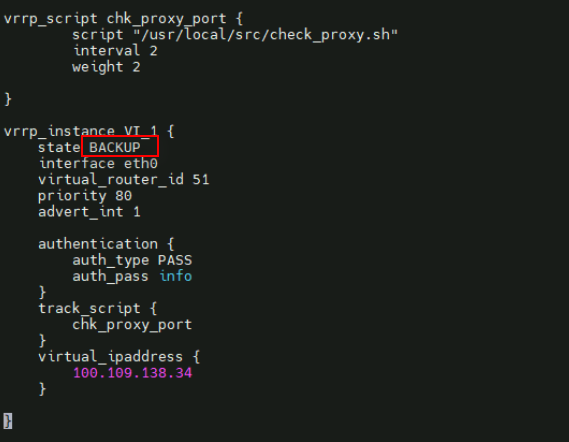 vrrp_script chk_proxy_port {
        script "/usr/local/src/check_proxy.sh"
        interval 2
        weight 2

}

vrrp_instance VI_1 {
    state BACKUP
    interface eth0
    virtual_router_id 51
    priority 80
    advert_int 1

    authentication {
        auth_type PASS
        auth_pass info
    }
    track_script {
        chk_proxy_port
    }
    virtual_ipaddress {
        100.109.138.34
    }

}